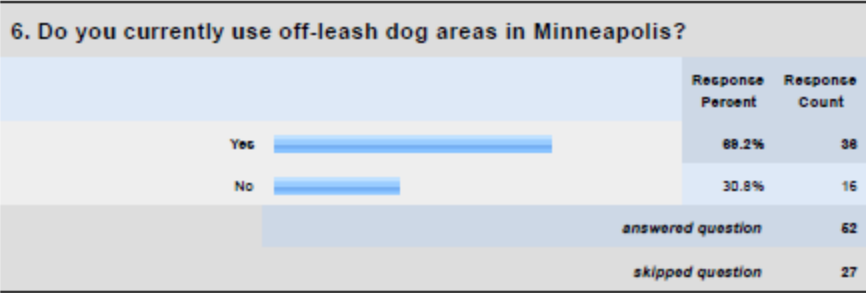 6. Do you currently use off-leash dog areas in Minneapolis?
Response Percent Response Count
Yes 69.2% 36
No 30.8% 16
answered question 52
skipped question 27